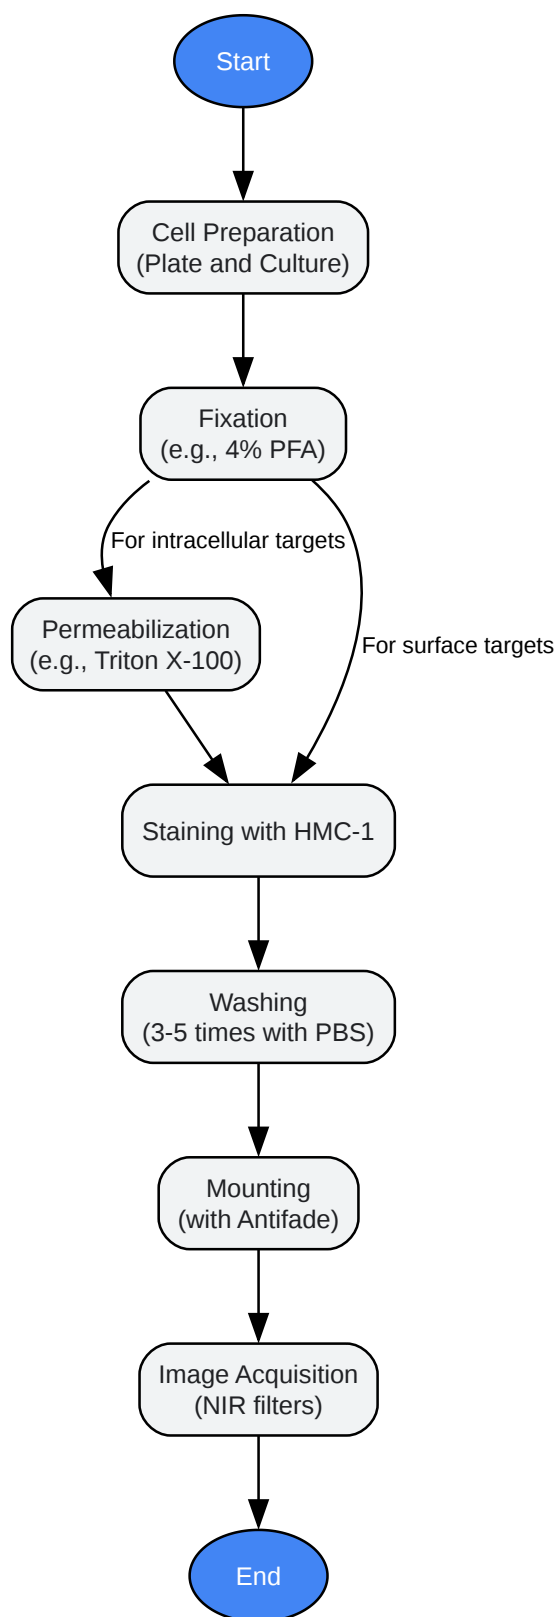 Start
Cell Preparation
(Plate and Culture)
Fixation
(e.g., 4% PFA)
For intracellular targets
Permeabilization
(e.g., Triton X-100)
For surface targets
Staining with HMC-1
Washing
(3-5 times with PBS)
Mounting
(with Antifade)
Image Acquisition
(NIR filters)
End